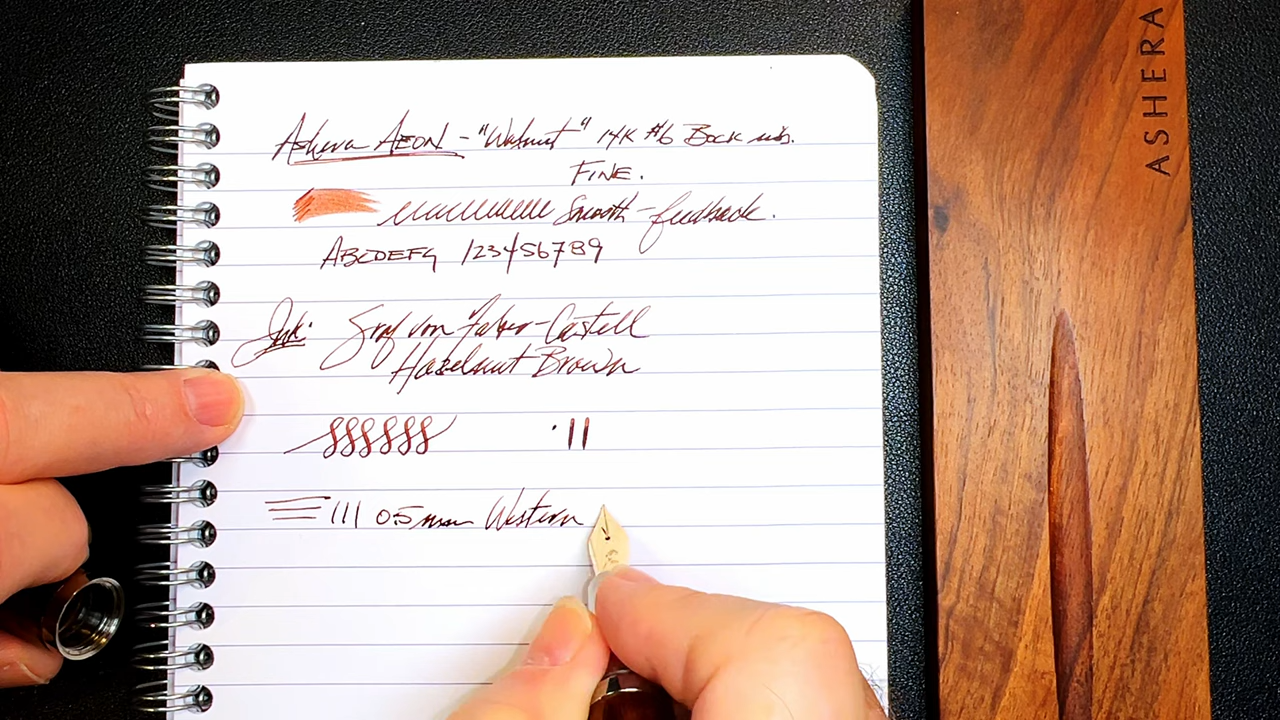 Ashera AEON - "Walnut" 14K #6 Bock nib.
FINE.
Smooth - feedback.
ABCDEFG 123456789
Ink: Graf von Faber-Castell
Hazelnut Brown
0.5mm Western
ASHERA